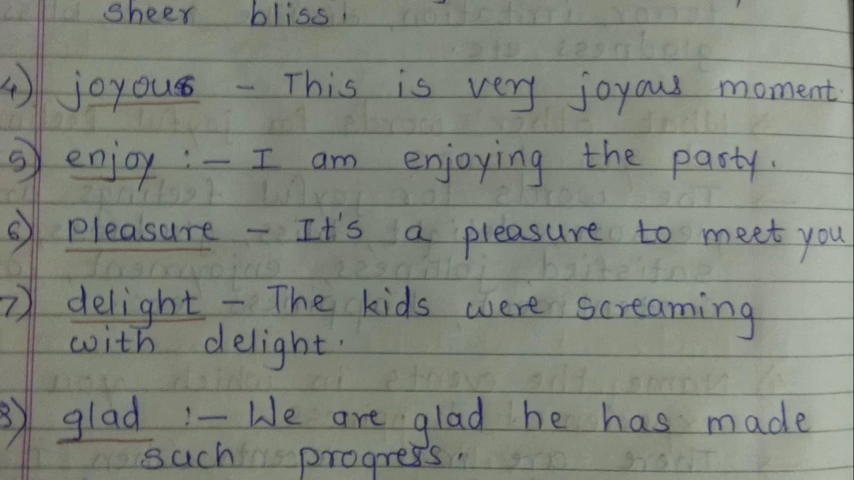 sheer bliss.
4) joyous - This is very joyous moment.
5) enjoy :- I am enjoying the party.
6) pleasure - It's a pleasure to meet you
7) delight - The kids were screaming
with delight.
8) glad :- We are glad he has made
such progress.